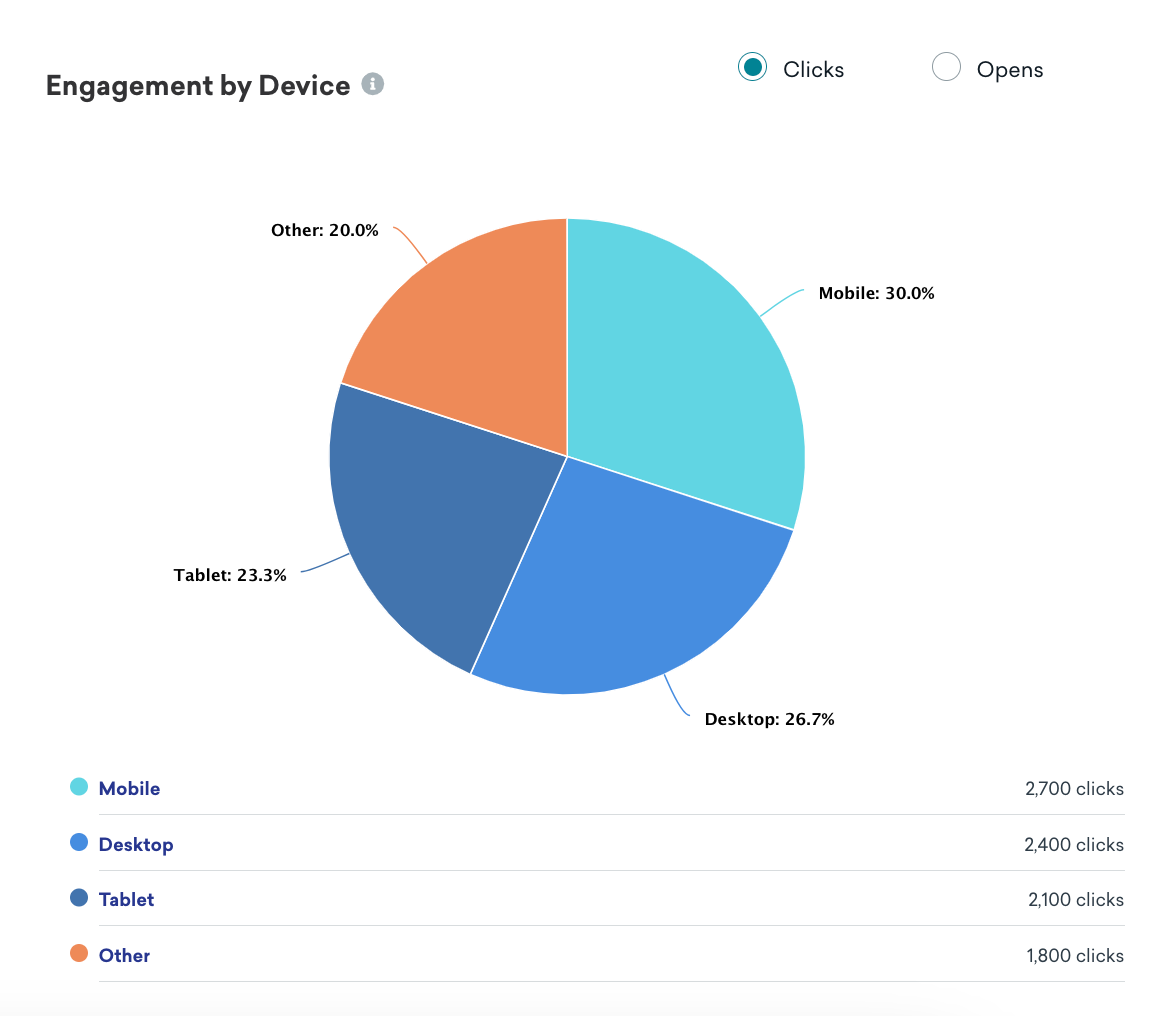 Engagement by Device
Clicks
Opens
Other: 20.0%
Mobile: 30.0%
Tablet: 23.3%
Desktop: 26.7%
Mobile 2,700 clicks
Desktop 2,400 clicks
Tablet 2,100 clicks
Other 1,800 clicks